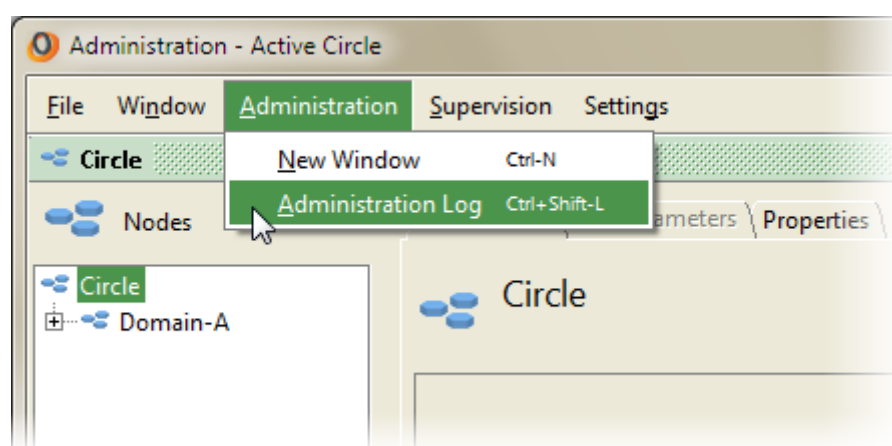 Administration - Active Circle
File Window Administration Supervision Settings
Circle
New Window Ctrl-N
Administration Log Ctrl+Shift-L
Nodes
Properties
Circle
Domain-A
Circle